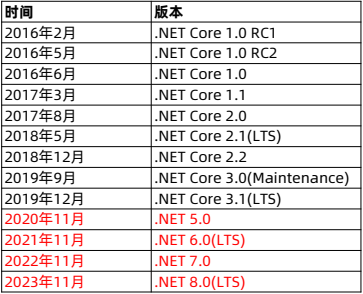 时间 版本
2016年2月 .NET Core 1.0 RC1
2016年5月 .NET Core 1.0 RC2
2016年6月 .NET Core 1.0
2017年3月 .NET Core 1.1
2017年8月 .NET Core 2.0
2018年5月 .NET Core 2.1(LTS)
2018年12月 .NET Core 2.2
2019年9月 .NET Core 3.0(Maintenance)
2019年12月 .NET Core 3.1(LTS)
2020年11月 .NET 5.0
2021年11月 .NET 6.0(LTS)
2022年11月 .NET 7.0
2023年11月 .NET 8.0(LTS)